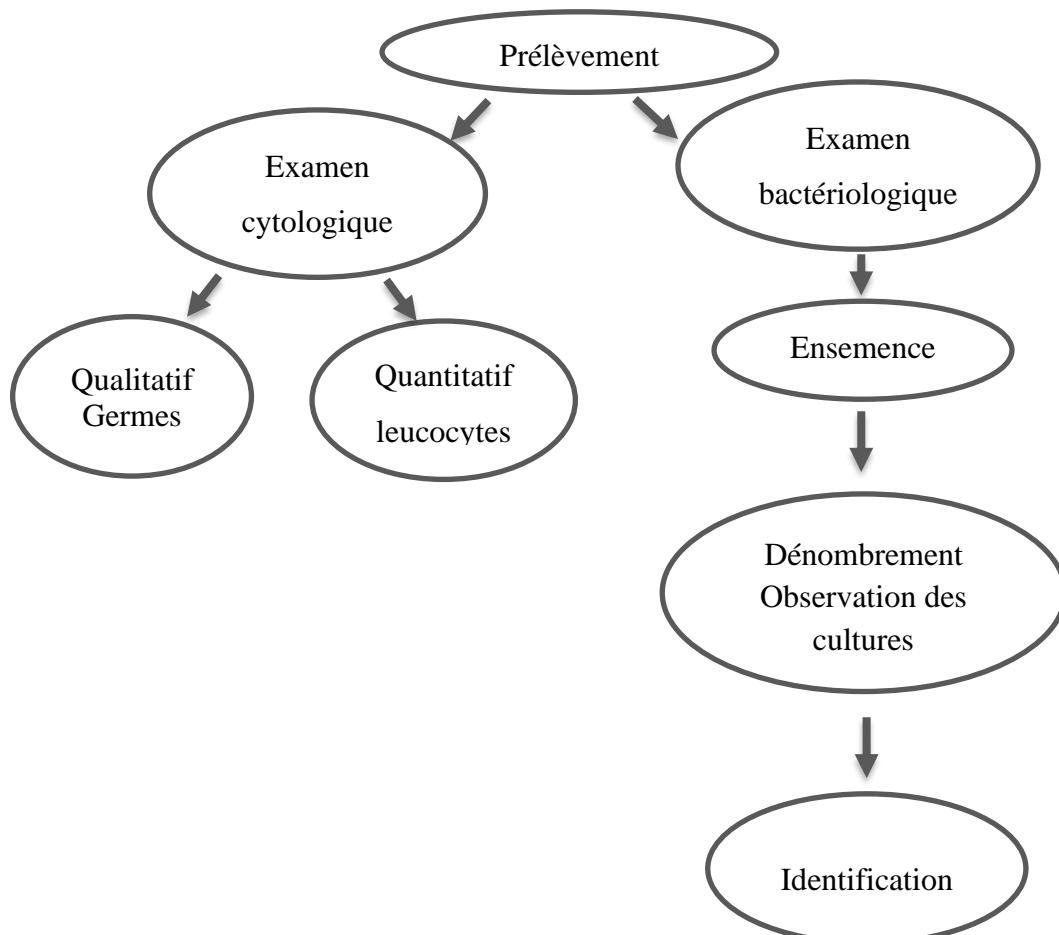 Prélèvement
Examen
cytologique
Examen
bactériologique
Qualitatif
Germes
Quantitatif
leucocytes
Ensemence
Dénombrement
Observation des
cultures
Identification